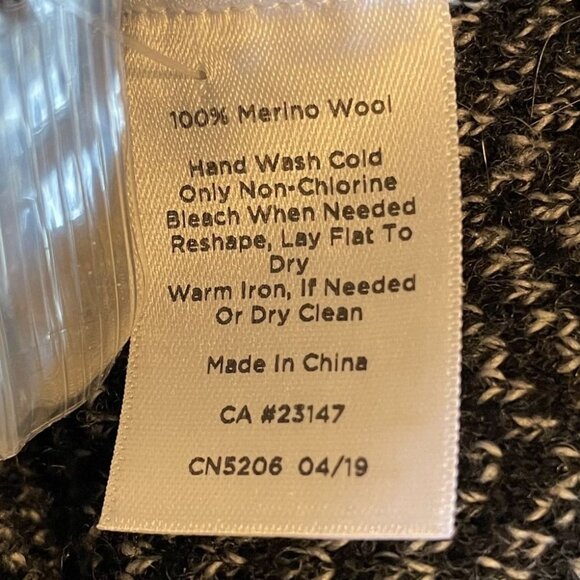 100% Merino Wool
Hand Wash Cold
Only Non-Chlorine
Bleach When Needed
Reshape, Lay Flat To
Dry
Warm Iron, If Needed
Or Dry Clean
Made In China
CA #23147
CN5206 04/19